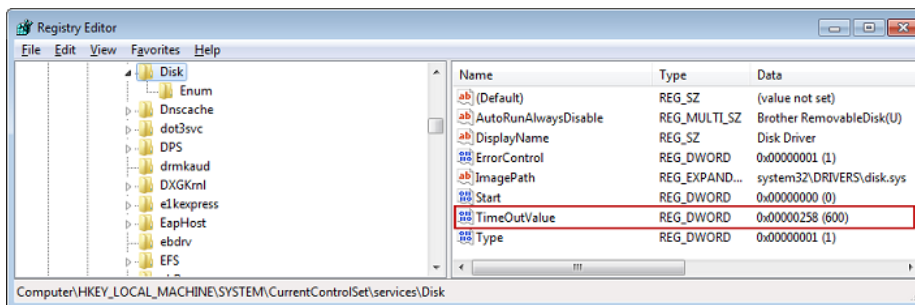 Registry Editor
File Edit View Favorites Help
Disk
Enum
Dnscache
dot3svc
DPS
drmkaud
DXGKrnl
e1kexpress
EapHost
ebdrv
EFS
Name Type Data
(Default) REG_SZ (value not set)
AutoRunAlwaysDisable REG_MULTI_SZ Brother RemovableDisk(U)
DisplayName REG_SZ Disk Driver
ErrorControl REG_DWORD 0x00000001 (1)
ImagePath REG_EXPAND... system32\DRIVERS\disk.sys
Start REG_DWORD 0x00000000 (0)
TimeOutValue REG_DWORD 0x00000258 (600)
Type REG_DWORD 0x00000001 (1)
Computer\HKEY_LOCAL_MACHINE\SYSTEM\CurrentControlSet\services\Disk